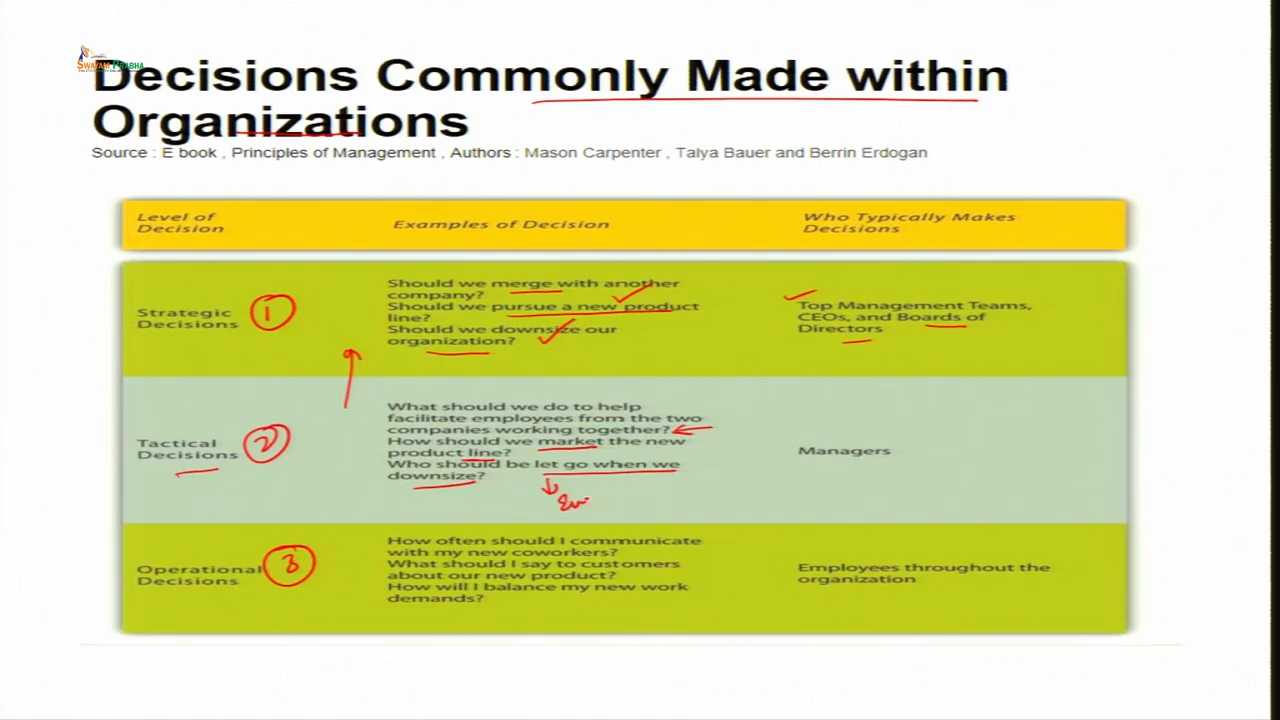 SWAYAM PRABHA
Decisions Commonly Made within
Organizations
Source : E book , Principles of Management , Authors : Mason Carpenter , Talya Bauer and Berrin Erdogan
Level of
Decision
Examples of Decision
Who Typically Makes
Decisions
Strategic
Decisions
1
Should we merge with another
company?
Should we pursue a new product
line?
Should we downsize our
organization?
Top Management Teams,
CEOs, and Boards of
Directors
Tactical
Decisions
2
What should we do to help
facilitate employees from the two
companies working together?
How should we market the new
product line?
Who should be let go when we
downsize?
Managers
Operational
Decisions
3
How often should I communicate
with my new coworkers?
What should I say to customers
about our new product?
How will I balance my new work
demands?
Employees throughout the
organization